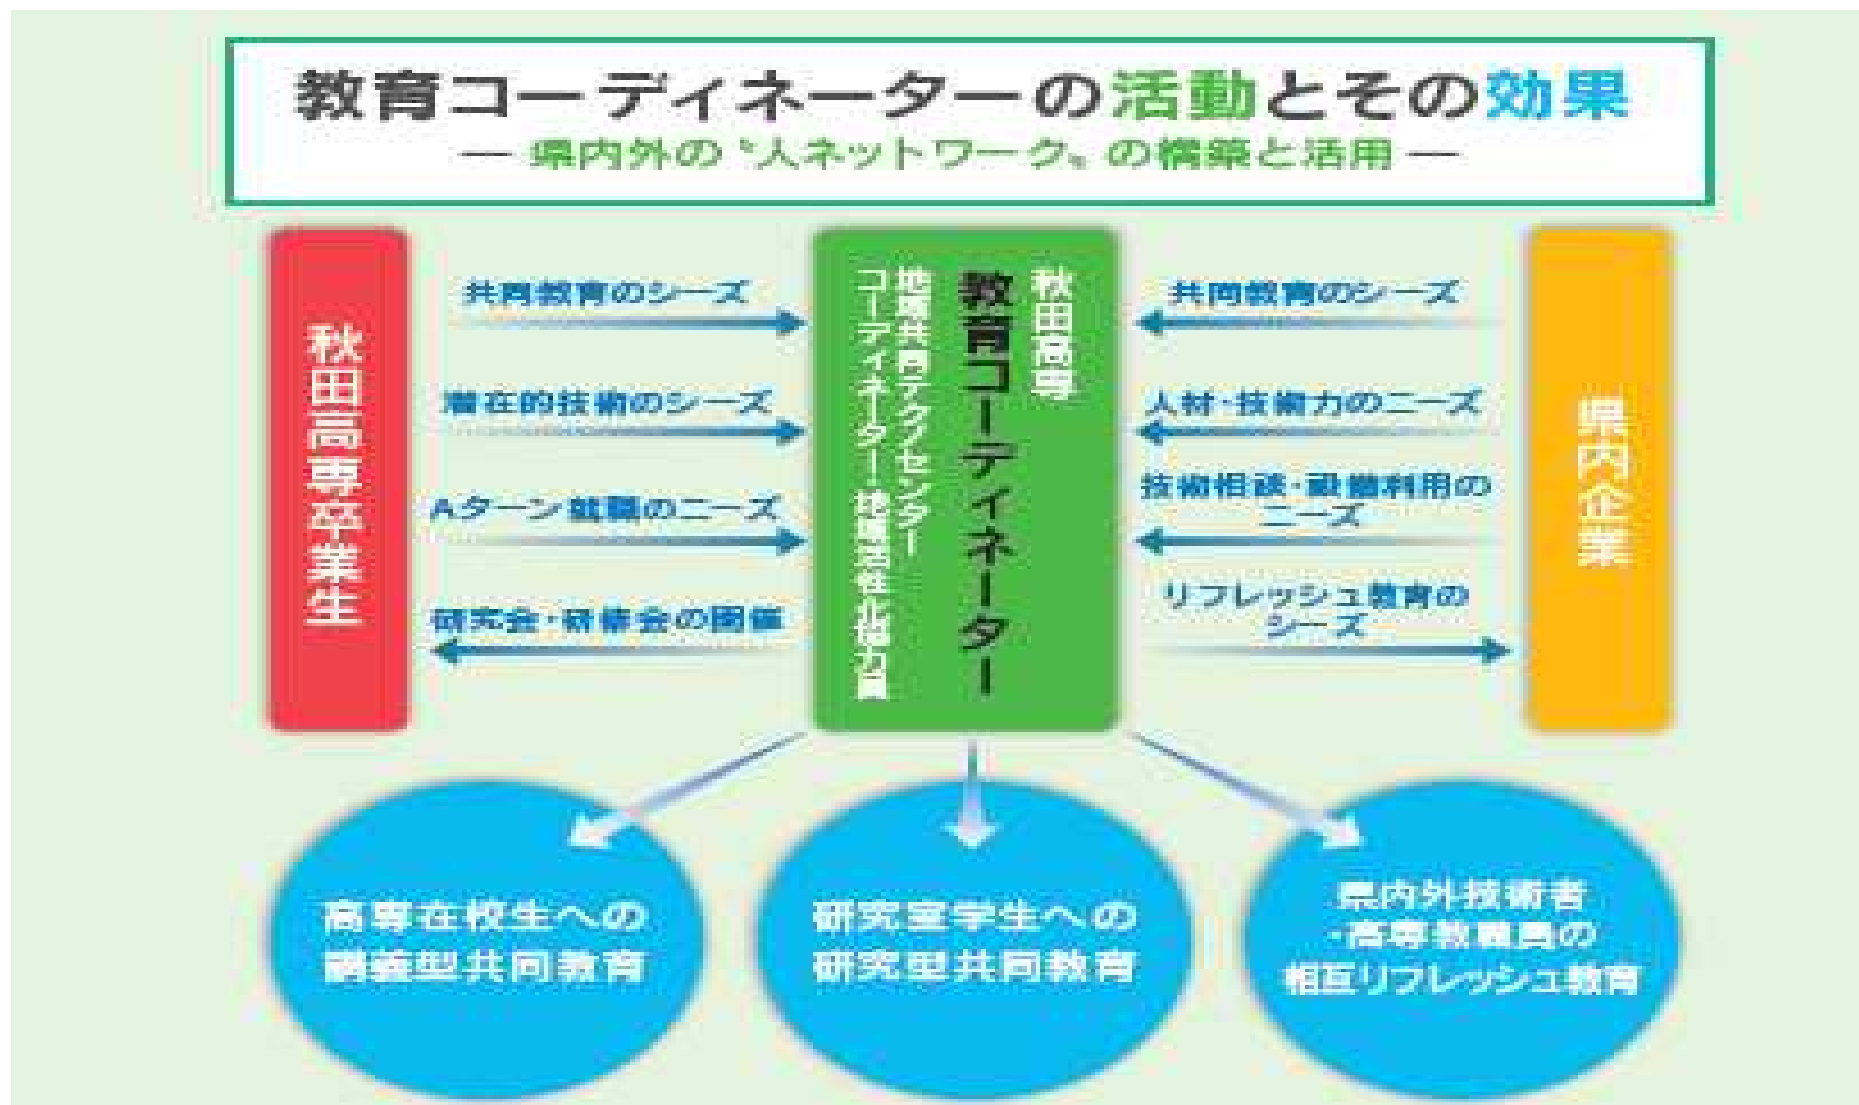 教育コーディネーターの活動とその効果
― 県内外の〝人ネットワーク〟の構築と活用 ―
秋田高専卒業生
共同教育のシーズ
潜在的技術のシーズ
Aターン就職のニーズ
研究会・研修会の開催
秋田高専
教育コーディネーター
地域共同テクノセンター
コーディネーター・地域活性化協力員
共同教育のシーズ
人材・技術力のニーズ
技術相談・設備利用の
ニーズ
リフレッシュ教育の
シーズ
県内企業
高専在校生への
講義型共同教育
研究室学生への
研究型共同教育
県内外技術者
・高専教職員の
相互リフレッシュ教育